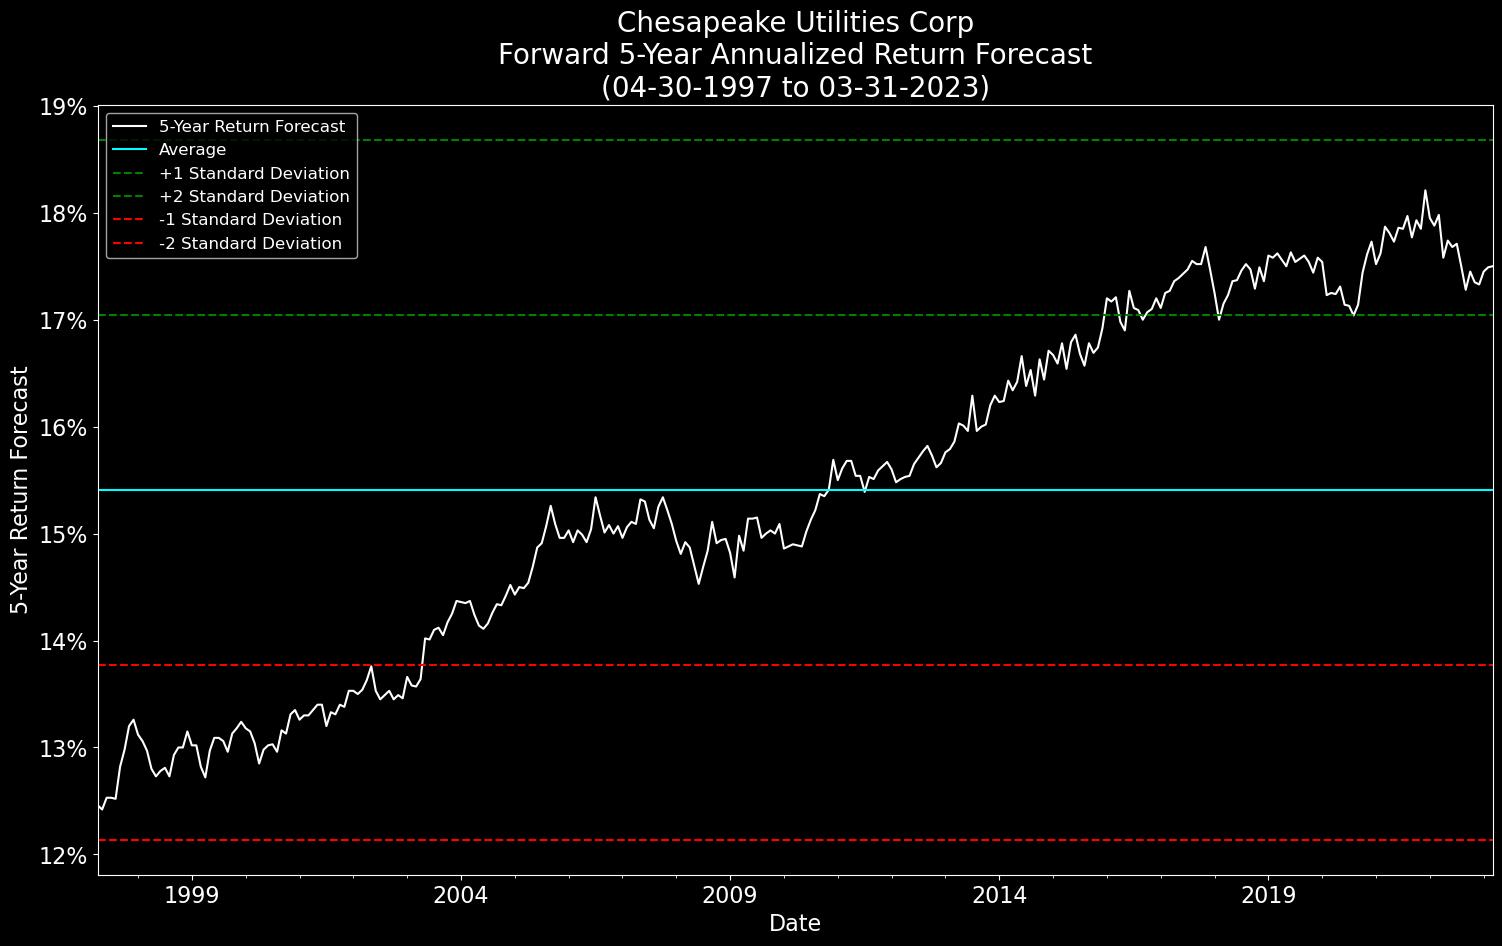 Chesapeake Utilities Corp
Forward 5-Year Annualized Return Forecast
(04-30-1997 to 03-31-2023)
19%
18%
17%
16%
15%
14%
13%
12%
5-Year Return Forecast
5-Year Return Forecast
Average
+1 Standard Deviation
+2 Standard Deviation
-1 Standard Deviation
-2 Standard Deviation
1999 2004 2009 2014 2019
Date